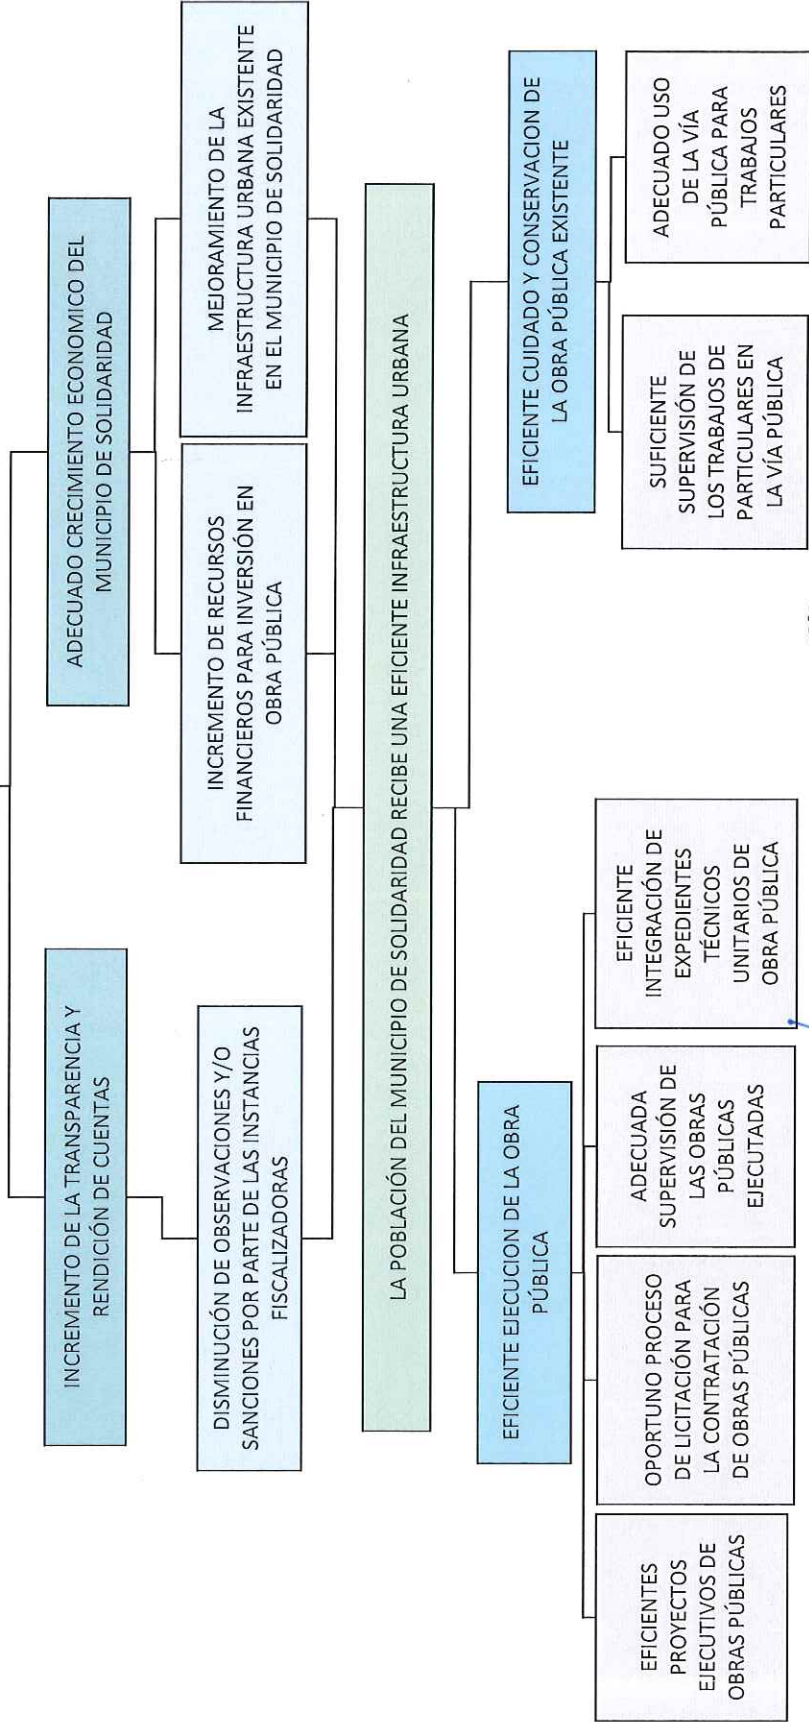 INCREMENTO DE LA TRANSPARENCIA Y
RENDICIÓN DE CUENTAS
ADECUADO CRECIMIENTO ECONOMICO DEL
MUNICIPIO DE SOLIDARIDAD
DISMINUCIÓN DE OBSERVACIONES Y/O
SANCIONES POR PARTE DE LAS INSTANCIAS
FISCALIZADORAS
INCREMENTO DE RECURSOS
FINANCIEROS PARA INVERSIÓN EN
OBRA PÚBLICA
MEJORAMIENTO DE LA
INFRAESTRUCTURA URBANA EXISTENTE
EN EL MUNICIPIO DE SOLIDARIDAD
LA POBLACIÓN DEL MUNICIPIO DE SOLIDARIDAD RECIBE UNA EFICIENTE INFRAESTRUCTURA URBANA
EFICIENTE EJECUCION DE LA OBRA
PÚBLICA
EFICIENTE CUIDADO Y CONSERVACION DE
LA OBRA PÚBLICA EXISTENTE
EFICIENTES
PROYECTOS
EJECUTIVOS DE
OBRAS PÚBLICAS
OPORTUNO PROCESO
DE LICITACIÓN PARA
LA CONTRATACIÓN
DE OBRAS PÚBLICAS
ADECUADA
SUPERVISIÓN DE
LAS OBRAS
PÚBLICAS
EJECUTADAS
EFICIENTE
INTEGRACIÓN DE
EXPEDIENTES
TÉCNICOS
UNITARIOS DE
OBRA PÚBLICA
SUFICIENTE
SUPERVISIÓN DE
LOS TRABAJOS DE
PARTICULARES EN
LA VÍA PÚBLICA
ADECUADO USO
DE LA VÍA
PÚBLICA PARA
TRABAJOS
PARTICULARES